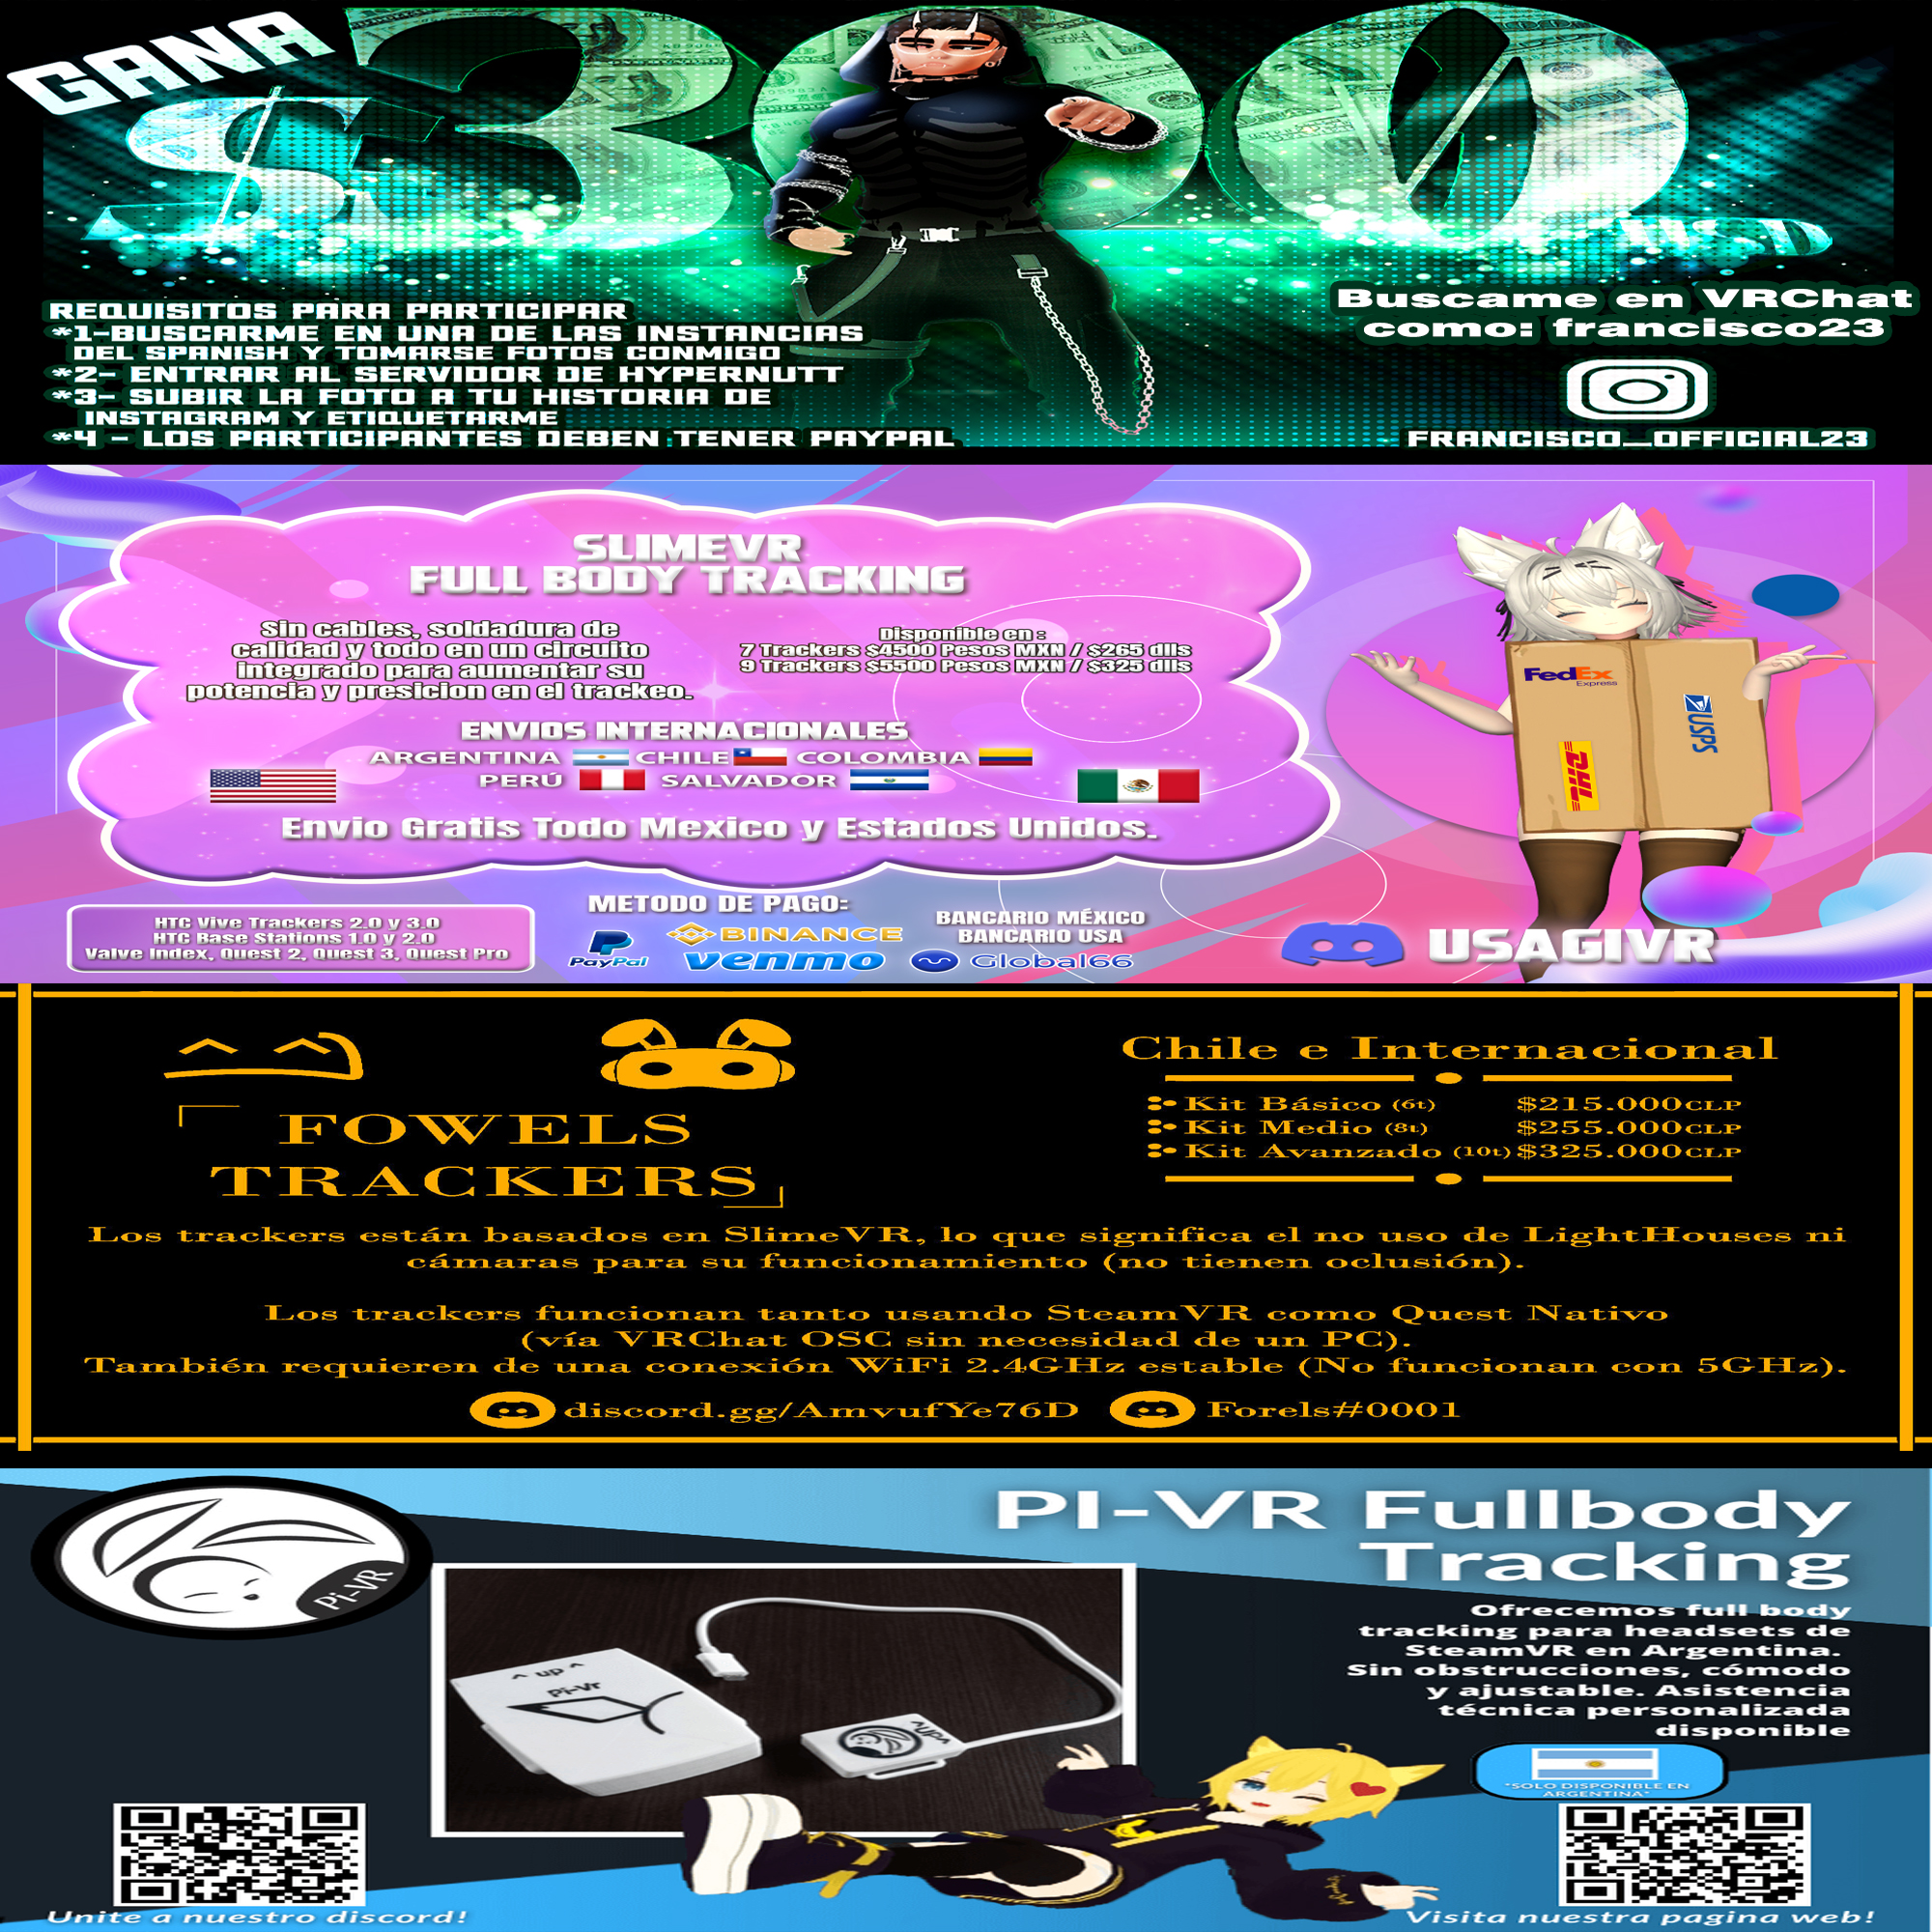 GANA
$300 USD
REQUISITOS PARA PARTICIPAR
*1-BUSCARME EN UNA DE LAS INSTANCIAS
DEL SPANISH Y TOMARSE FOTOS CONMIGO
*2- ENTRAR AL SERVIDOR DE HYPERNUTT
*3- SUBIR LA FOTO A TU HISTORIA DE
INSTAGRAM Y ETIQUETARME
*4 - LOS PARTICIPANTES DEBEN TENER PAYPAL
Buscame en VRChat
como: francisco23
FRANCISCO_OFFICIAL23
SLIMEVR
FULL BODY TRACKING
Sin cables, soldadura de
calidad y todo en un circuito
integrado para aumentar su
potencia y presicion en el trackeo.
Disponible en :
7 Trackers $4500 Pesos MXN / $265 dlls
9 Trackers $5500 Pesos MXN / $325 dlls
ENVIOS INTERNACIONALES
ARGENTINA CHILE COLOMBIA
PERÚ SALVADOR
Envio Gratis Todo Mexico y Estados Unidos.
FedEx
Express
USPS
DHL
HTC Vive Trackers 2.0 y 3.0
HTC Base Stations 1.0 y 2.0
Valve Index, Quest 2, Quest 3, Quest Pro
METODO DE PAGO:
PayPal
BINANCE
venmo
BANCARIO MÉXICO
BANCARIO USA
Global66
USAGIVR
FOWELS
TRACKERS
Chile e Internacional
Kit Básico (6t) $215.000CLP
Kit Medio (8t) $255.000CLP
Kit Avanzado (10t) $325.000CLP
Los trackers están basados en SlimeVR, lo que significa el no uso de LightHouses ni
cámaras para su funcionamiento (no tienen oclusión).
Los trackers funcionan tanto usando SteamVR como Quest Nativo
(vía VRChat OSC sin necesidad de un PC).
También requieren de una conexión WiFi 2.4GHz estable (No funcionan con 5GHz).
discord.gg/AmvufYe76D Forels#0001
Pi-VR
PI-VR Fullbody
Tracking
Ofrecemos full body
tracking para headsets de
SteamVR en Argentina.
Sin obstrucciones, cómodo
y ajustable. Asistencia
técnica personalizada
disponible
^ up ^
Pi-Vr
^UP^
*SOLO DISPONIBLE EN
ARGENTINA*
Unite a nuestro discord!
Visita nuestra pagina web!